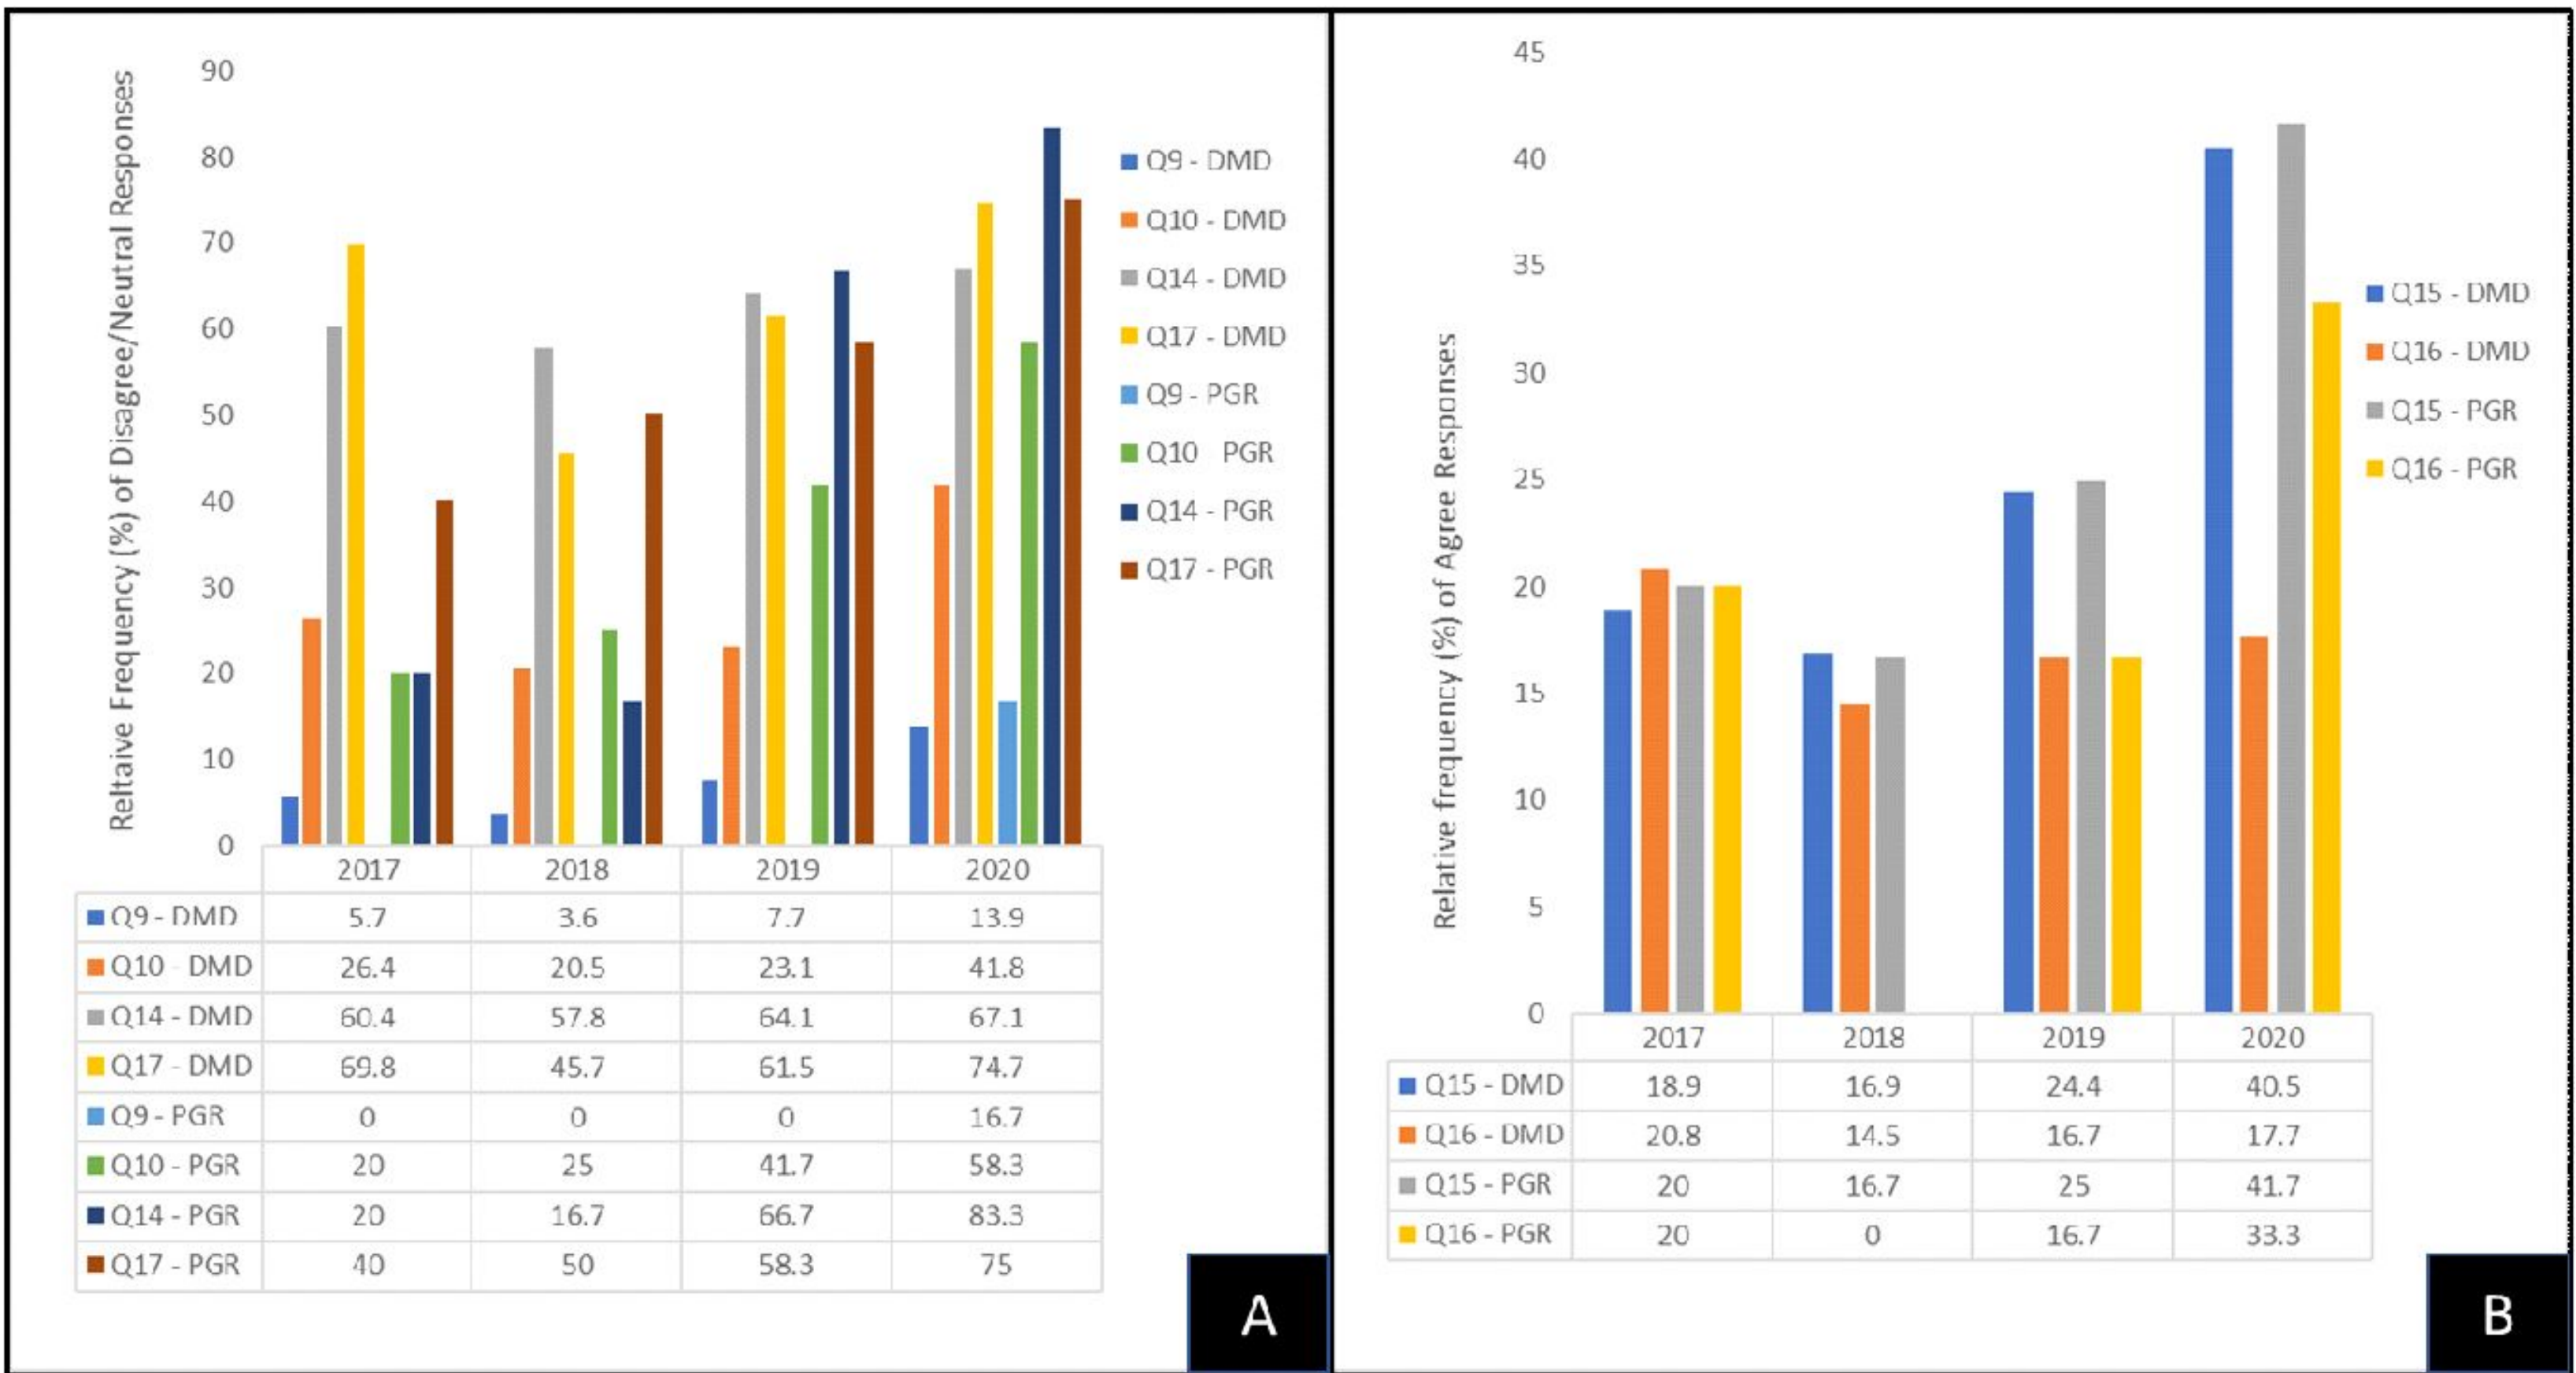 Reltaive Frequency (%) of Disagree/Neutral Responses
90
80
70
60
50
40
30
20
10
0
Q9 - DMD
Q10 - DMD
Q14 - DMD
Q17 - DMD
Q9 - PGR
Q10 - PGR
Q14 - PGR
Q17 - PGR
2017 2018 2019 2020
Q9 - DMD 5.7 3.6 7.7 13.9
Q10 - DMD 26.4 20.5 23.1 41.8
Q14 - DMD 60.4 57.8 64.1 67.1
Q17 - DMD 69.8 45.7 61.5 74.7
Q9 - PGR 0 0 0 16.7
Q10 - PGR 20 25 41.7 58.3
Q14 - PGR 20 16.7 66.7 83.3
Q17 - PGR 40 50 58.3 75
A
Relative frequency (%) of Agree Responses
45
40
35
30
25
20
15
10
5
0
Q15 - DMD
Q16 - DMD
Q15 - PGR
Q16 - PGR
2017 2018 2019 2020
Q15 - DMD 18.9 16.9 24.4 40.5
Q16 - DMD 20.8 14.5 16.7 17.7
Q15 - PGR 20 16.7 25 41.7
Q16 - PGR 20 0 16.7 33.3
B